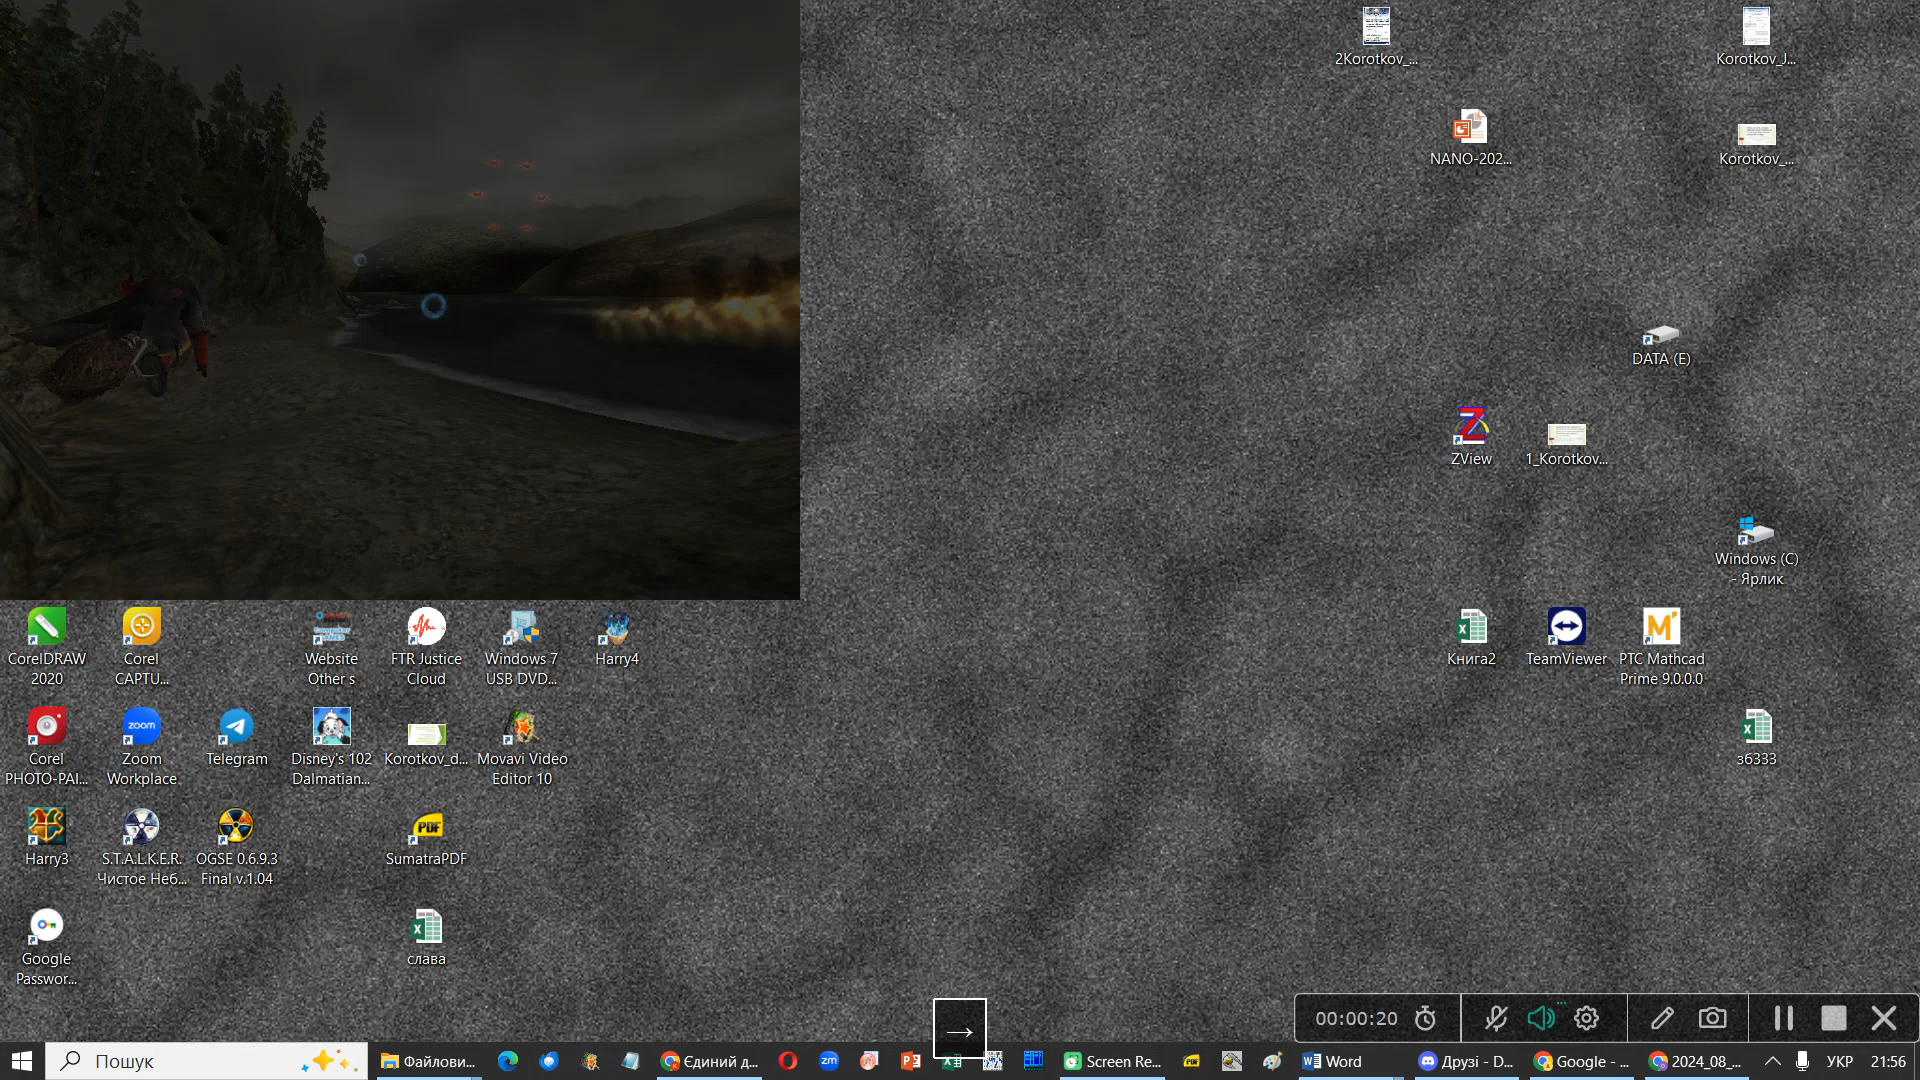 2Korotkov_...
Korotkov_J...
NANO-202...
Korotkov_...
DATA (E)
ZView
1_Korotkov...
Windows (C)
- Ярлик
CorelDRAW
2020
Corel
CAPTU...
Website
Other s
FTR Justice
Cloud
Windows 7
USB DVD...
Harry4
Книга2
TeamViewer
PTC Mathcad
Prime 9.0.0.0
Corel
PHOTO-PAI...
zoom
Zoom
Workplace
Telegram
Disney's 102
Dalmatian...
Korotkov_d...
Movavi Video
Editor 10
з6333
Harry3
S.T.A.L.K.E.R.
Чистое Неб...
OGSE 0.6.9.3
Final v.1.04
PDF
SumatraPDF
Google
Passwor...
слава
→
00:00:20
Пошук
Файлови...
Єдиний д...
zm
Screen Re...
PDF
Word
Друзі - D...
Google - ...
2024_08_...
УКР
21:56